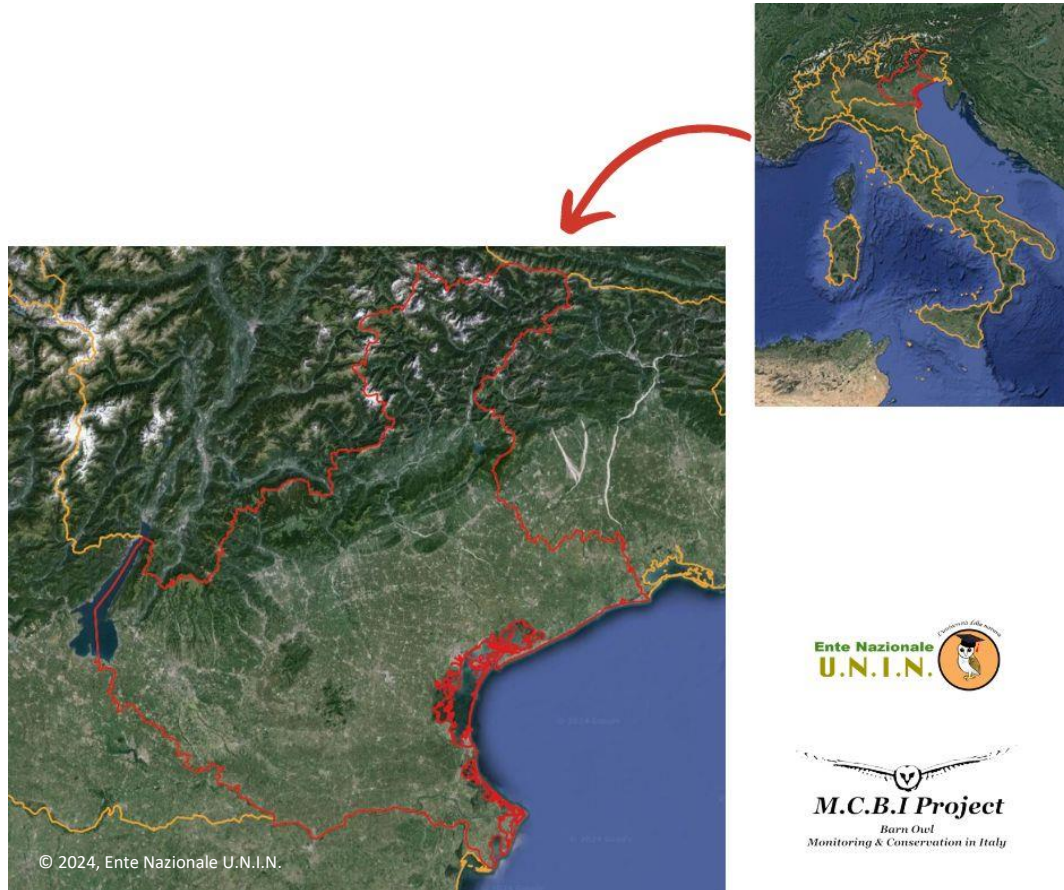 Ente Nazionale
U.N.I.N.
M.C.B.I Project
Barn Owl
Monitoring & Conservation in Italy
© 2024, Ente Nazionale U.N.I.N.